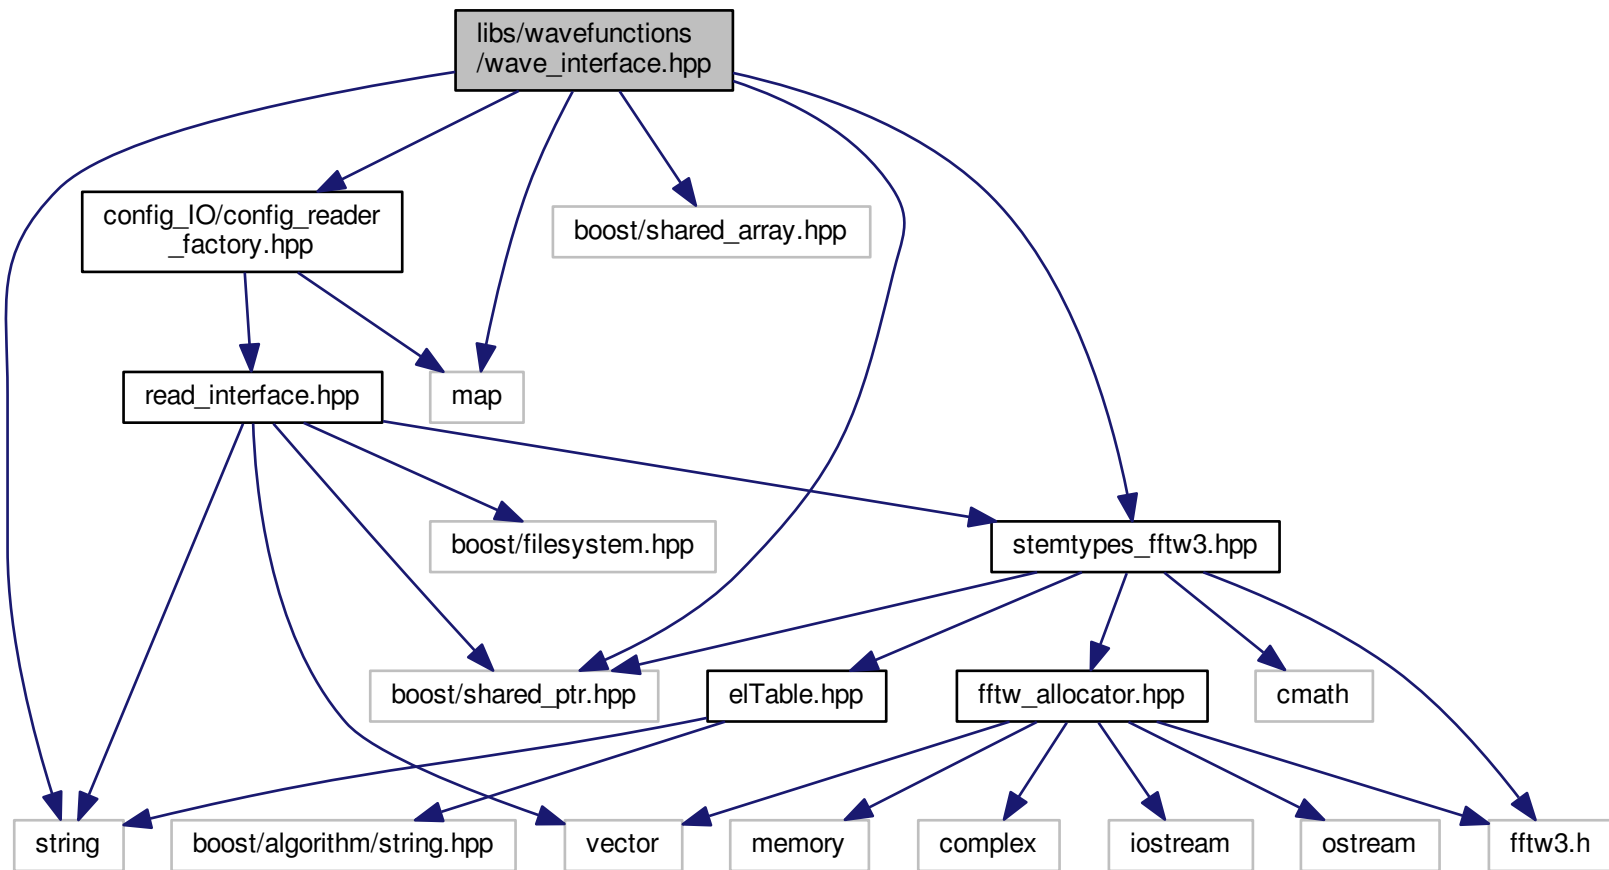 libs/wavefunctions
/wave_interface.hpp
config_IO/config_reader
_factory.hpp
boost/shared_array.hpp
read_interface.hpp
map
boost/filesystem.hpp
stemtypes_fftw3.hpp
boost/shared_ptr.hpp
elTable.hpp
fftw_allocator.hpp
cmath
string
boost/algorithm/string.hpp
vector
memory
complex
iostream
ostream
fftw3.h